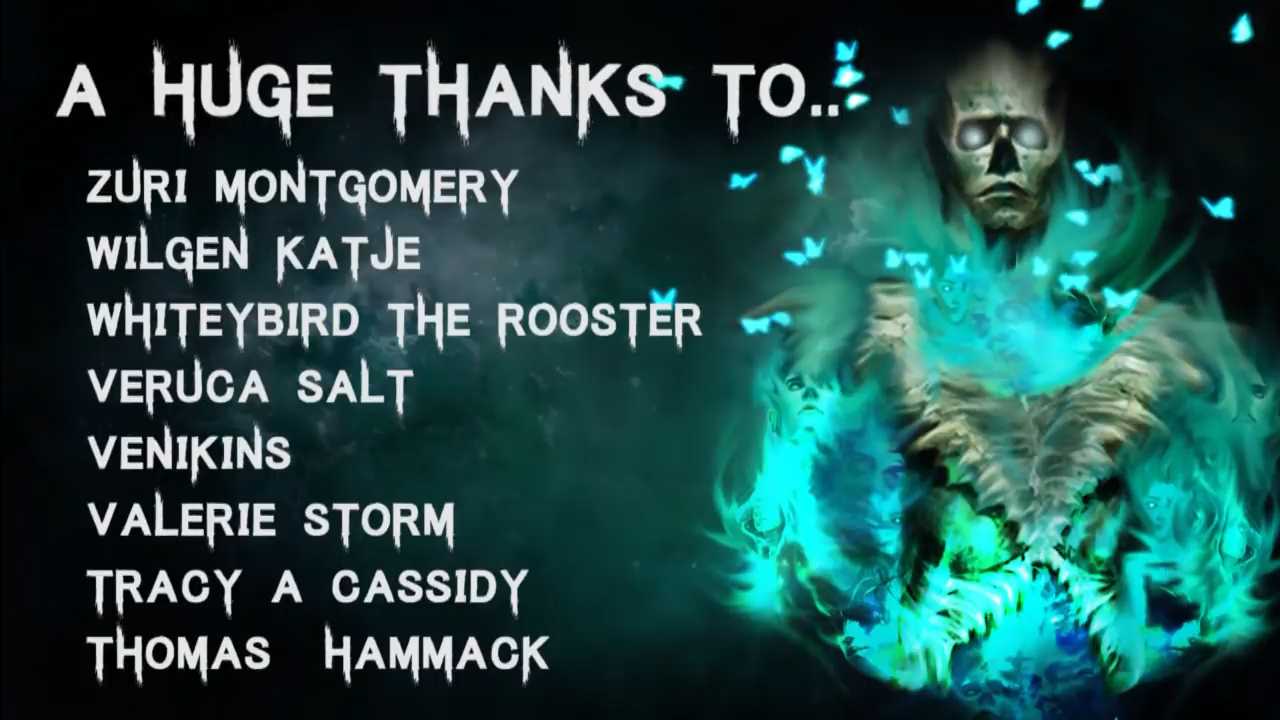 A HUGE THANKS TO..
ZURI MONTGOMERY
WILGEN KATJE
WHITEYBIRD THE ROOSTER
VERUCA SALT
VENIKINS
VALERIE STORM
TRACY A CASSIDY
THOMAS HAMMACK